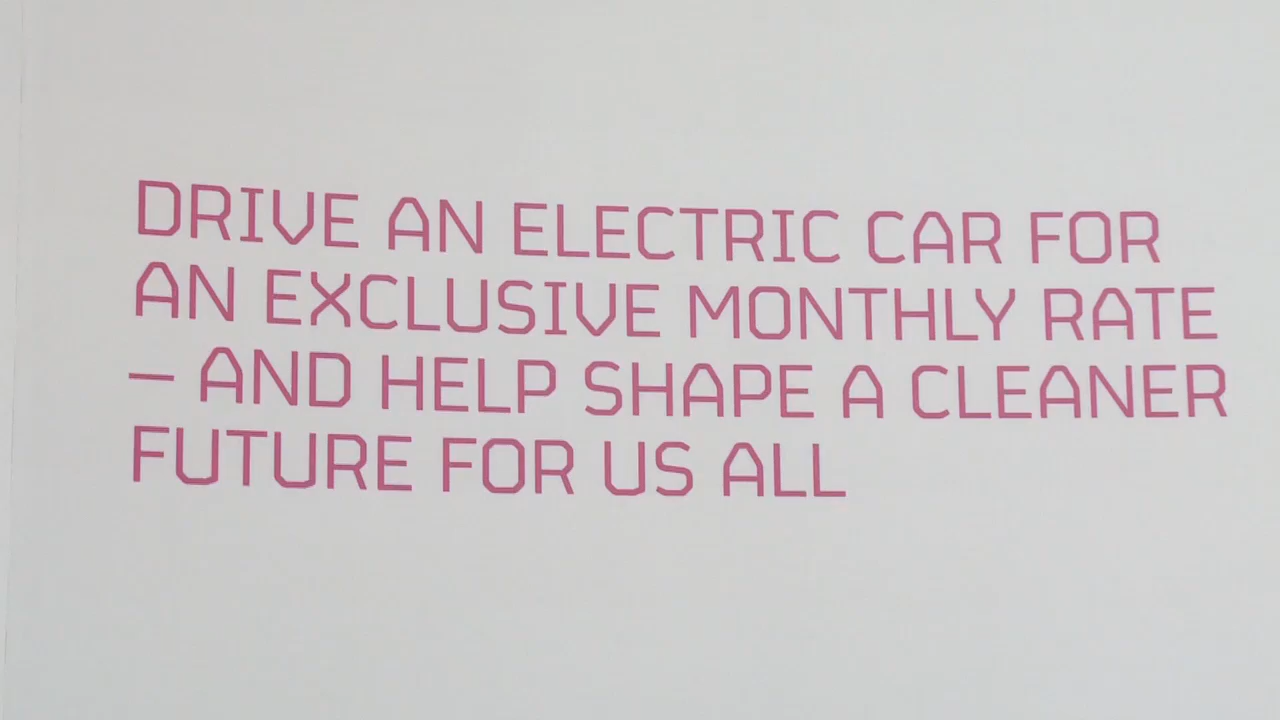 DRIVE AN ELECTRIC CAR FOR
AN EXCLUSIVE MONTHLY RATE
– AND HELP SHAPE A CLEANER
FUTURE FOR US ALL